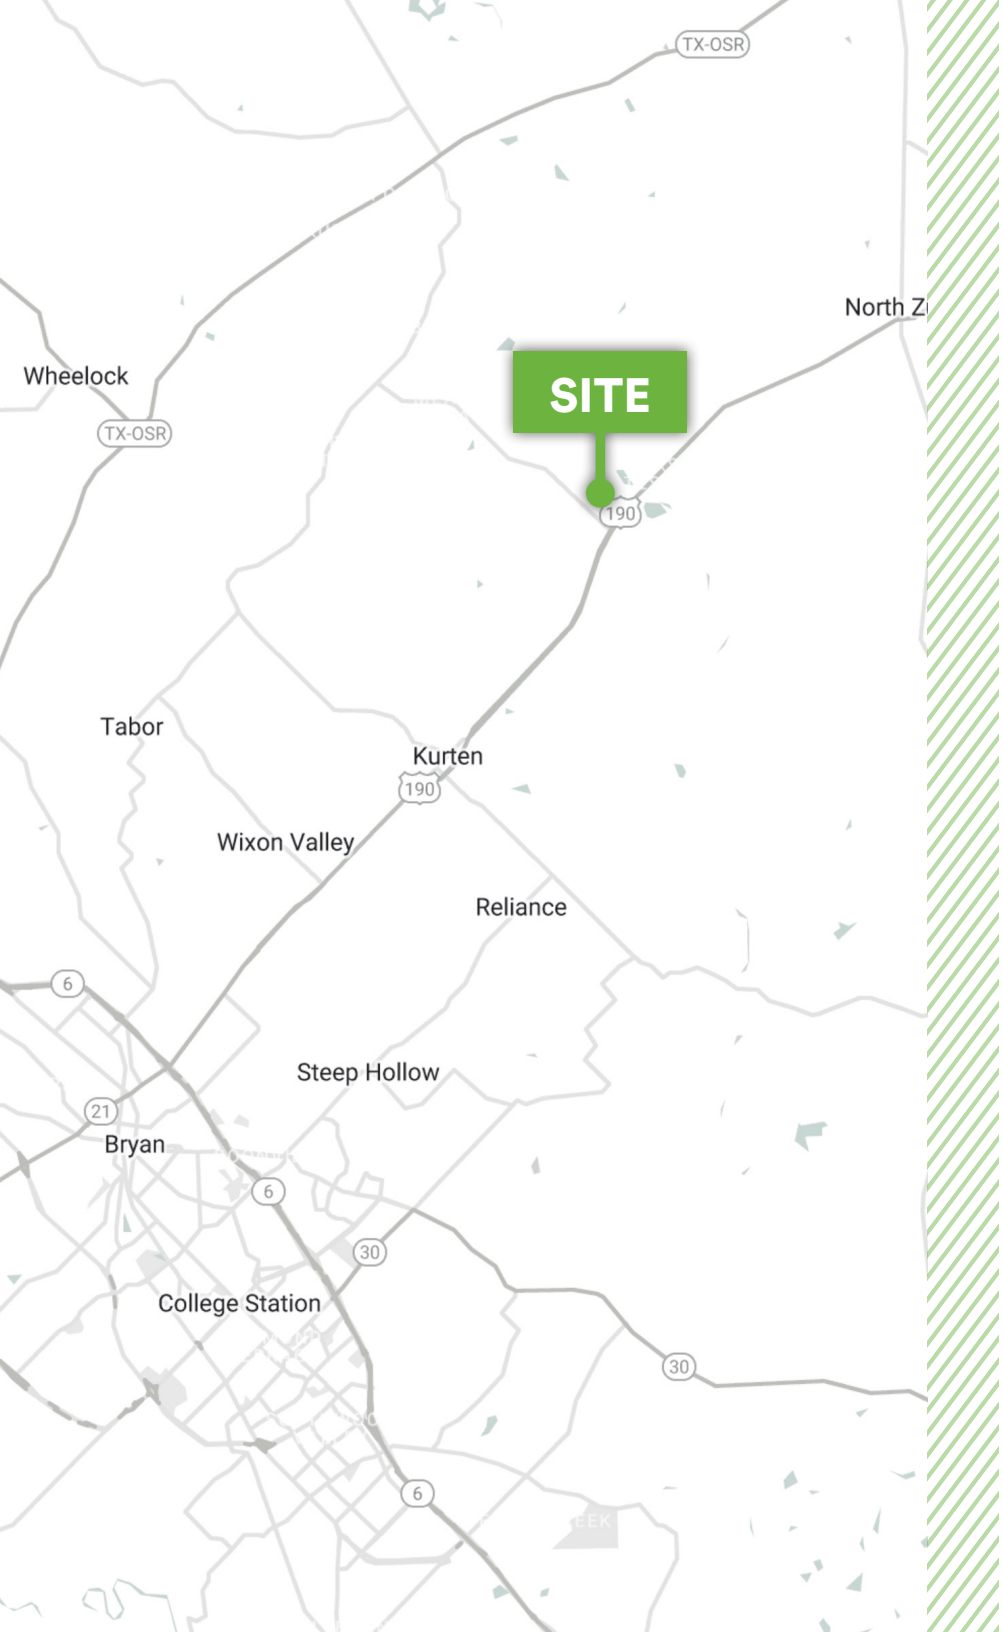 TX-OSR
North Z
Wheelock
SITE
TX-OSR
190
Tabor
Kurten
190
Wixon Valley
Reliance
6
Steep Hollow
21
Bryan
6
30
College Station
30
6
EEK